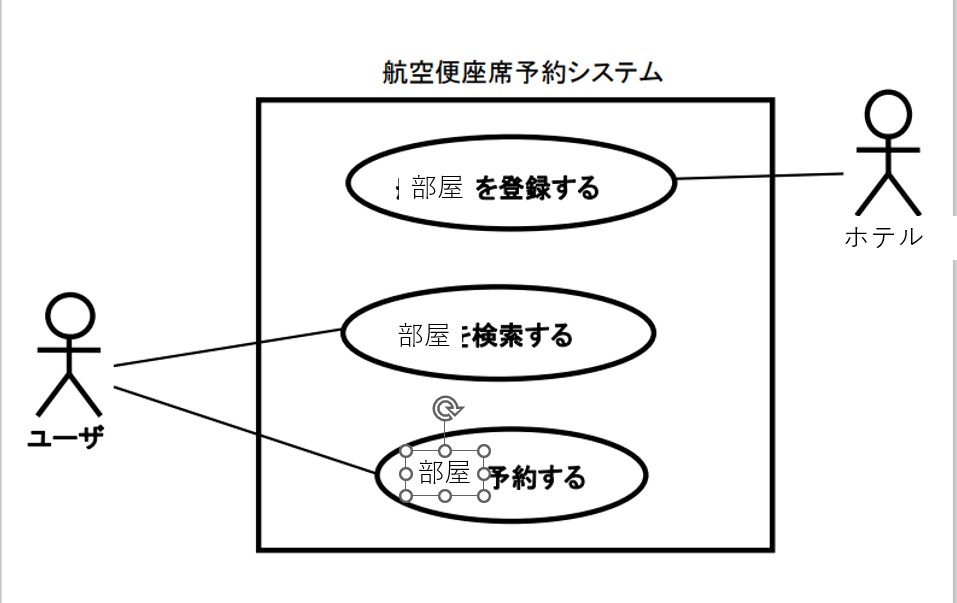 航空便座席予約システム
部屋 を登録する
ホテル
部屋 を検索する
ユーザ
部屋 予約する